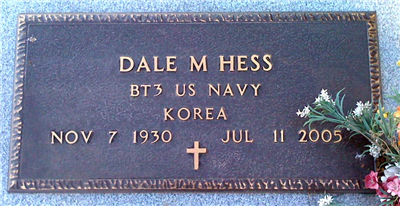 DALE M HESS
BT3 US NAVY
KOREA
NOV 7 1930 JUL 11 2005